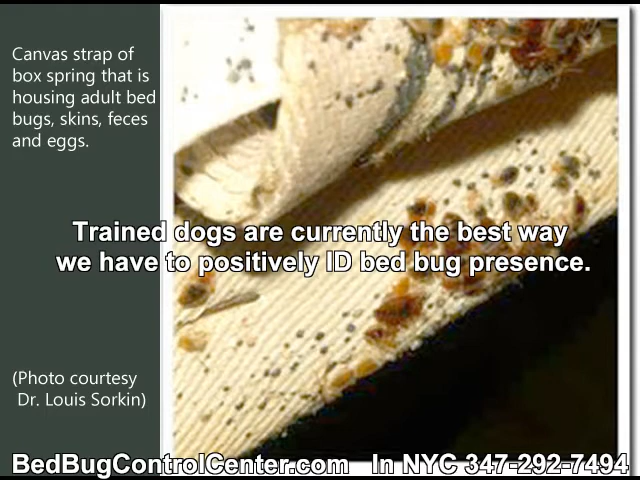 Canvas strap of
box spring that is
housing adult bed
bugs, skins, feces
and eggs.
Trained dogs are currently the best way
we have to positively ID bed bug presence.
(Photo courtesy
Dr. Louis Sorkin)
BedBugControlCenter.com In NYC 347-292-7494